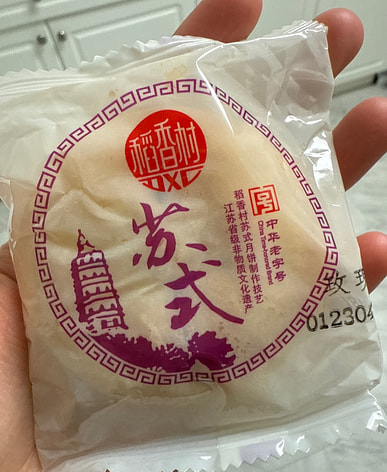 稻香村
DXC
苏式
中华老字号
China Time-honored Brand
稻香村苏式月饼制作技艺
江苏省级非物质文化遗产
玫
012304